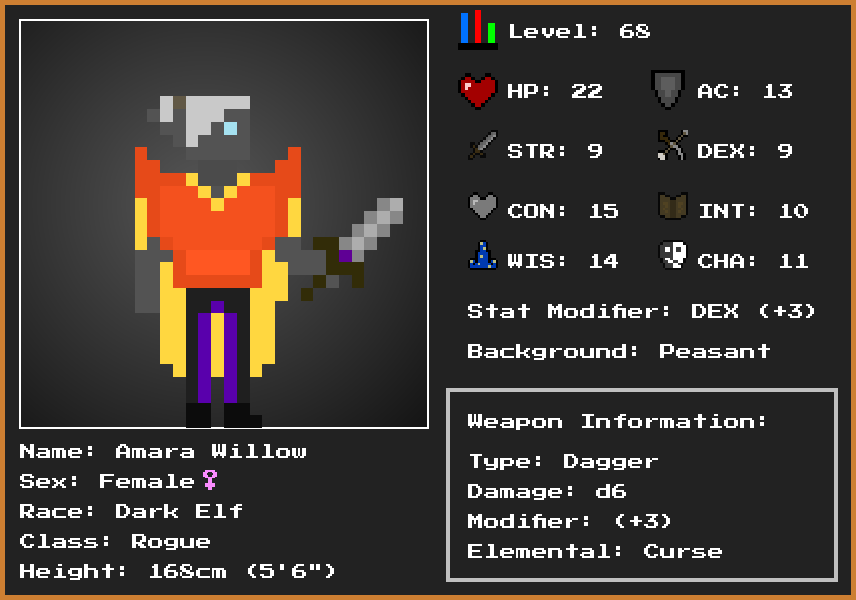 Level: 68
HP: 22
AC: 13
STR: 9
DEX: 9
CON: 15
INT: 10
WIS: 14
CHA: 11
Stat Modifier: DEX (+3)
Background: Peasant
Weapon Information:
Type: Dagger
Damage: d6
Modifier: (+3)
Elemental: Curse
Name: Amara Willow
Sex: Female♀
Race: Dark Elf
Class: Rogue
Height: 168cm (5'6")